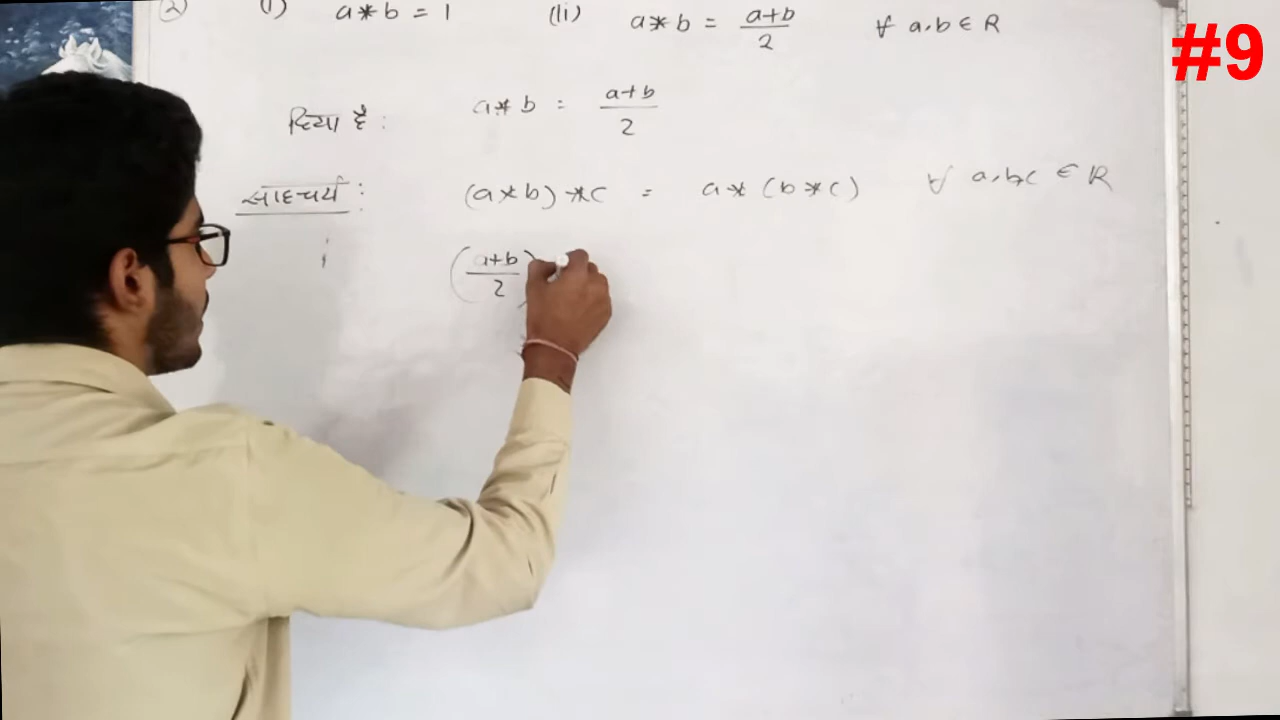 ② (i) a * b = 1 (ii) a * b = (a+b)/2 ∀ a,b ∈ R
#9
दिया है : a * b = (a+b)/2
साहचर्य : (a * b) * c = a * (b * c) ∀ a,b,c ∈ R
((a+b)/2)